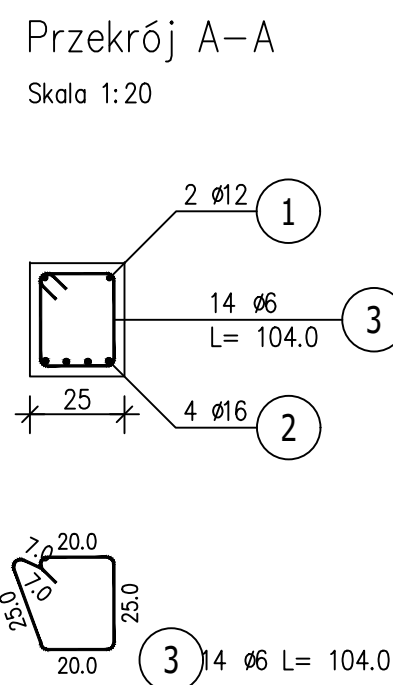 Przekrój A-A
Skala 1:20
2 ø12 1
14 ø6 3
L= 104.0
25
4 ø16 2
7.0 20.0
7.0
25.0 25.0
20.0
3 14 ø6 L= 104.0